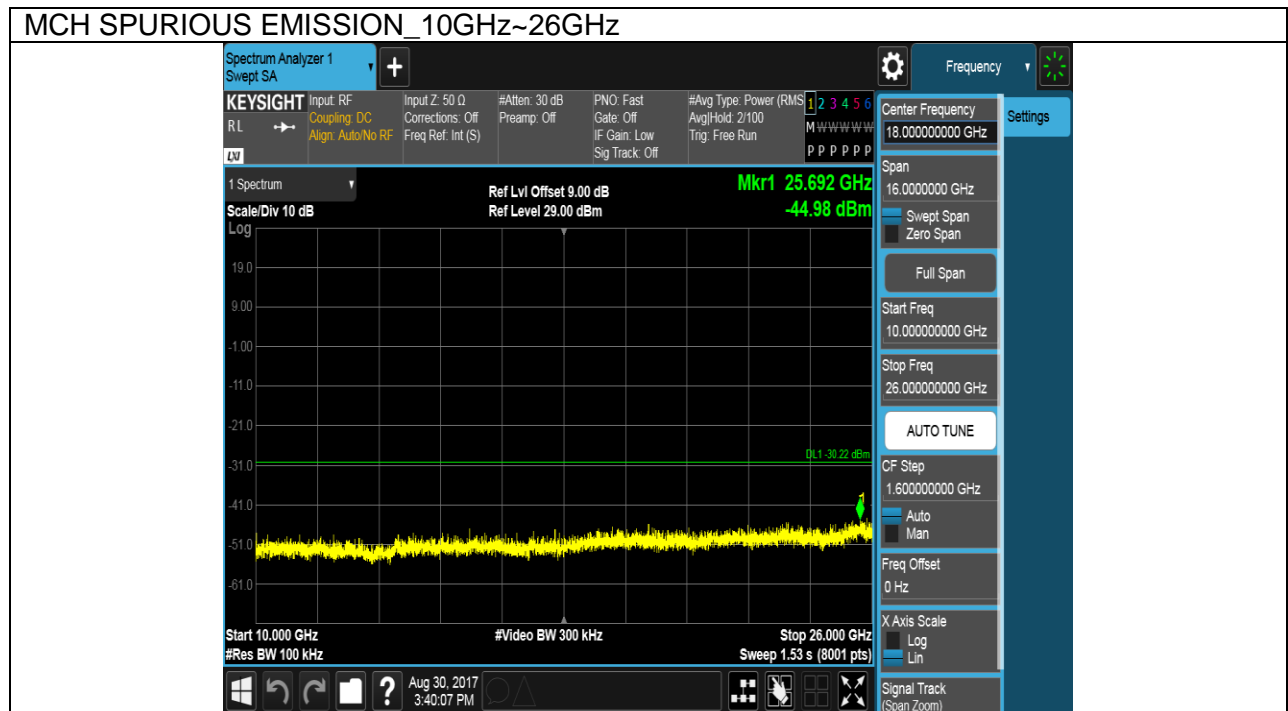 MCH SPURIOUS EMISSION_10GHz~26GHz
Spectrum Analyzer 1
Swept SA
Frequency
KEYSIGHT
RL
LXI
Input: RF
Coupling: DC
Align: Auto/No RF
Input Z: 50 Ω
Corrections: Off
Freq Ref: Int (S)
#Atten: 30 dB
Preamp: Off
PNO: Fast
Gate: Off
IF Gain: Low
Sig Track: Off
#Avg Type: Power (RMS
Avg|Hold: 2/100
Trig: Free Run
1 2 3 4 5 6
M W W W W W
P P P P P P
1 Spectrum
Scale/Div 10 dB
Ref Lvl Offset 9.00 dB
Ref Level 29.00 dBm
Mkr1 25.692 GHz
-44.98 dBm
Log
19.0
9.00
-1.00
-11.0
-21.0
DL1 -30.22 dBm
-31.0
-41.0
1
-51.0
-61.0
Start 10.000 GHz
#Video BW 300 kHz
Stop 26.000 GHz
#Res BW 100 kHz
Sweep 1.53 s (8001 pts)
Aug 30, 2017
3:40:07 PM
Center Frequency
18.000000000 GHz
Settings
Span
16.0000000 GHz
Swept Span
Zero Span
Full Span
Start Freq
10.000000000 GHz
Stop Freq
26.000000000 GHz
AUTO TUNE
CF Step
1.600000000 GHz
Auto
Man
Freq Offset
0 Hz
X Axis Scale
Log
Lin
Signal Track
(Span Zoom)